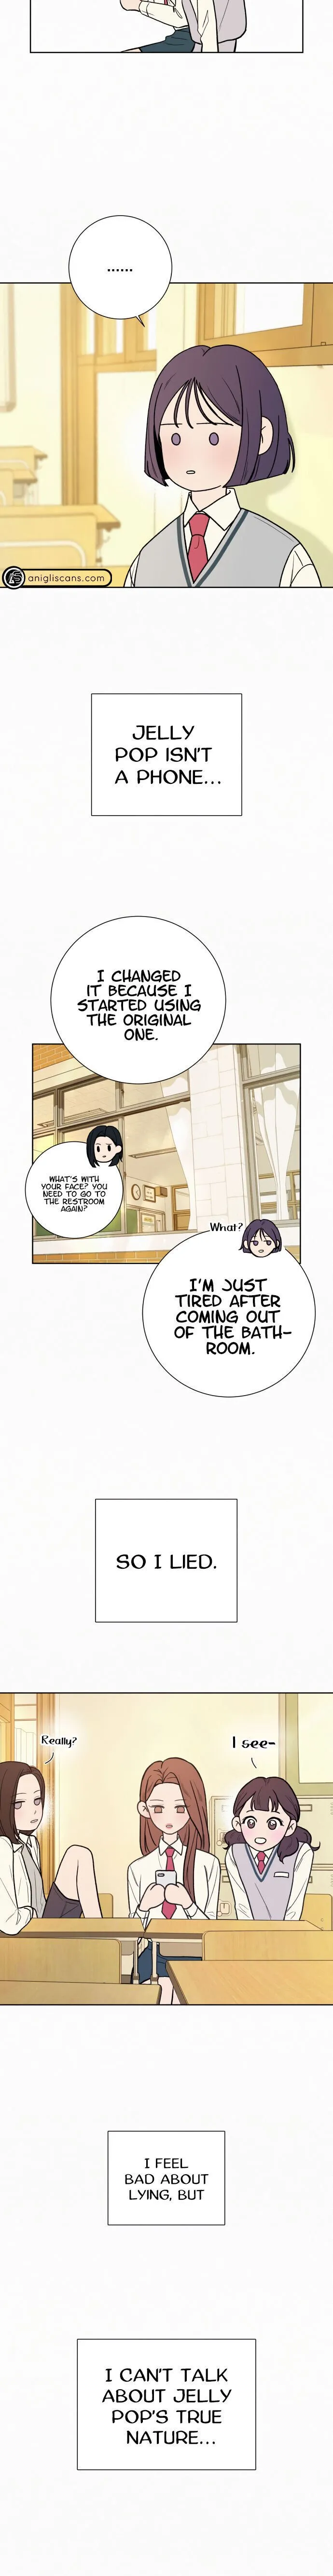 ......
anigliscans.com
JELLY
POP ISN'T
A PHONE...
I CHANGED
IT BECAUSE I
STARTED USING
THE ORIGINAL
ONE.
WHAT'S WITH
YOUR FACE? YOU
NEED TO GO TO
THE RESTROOM
AGAIN?
What?
I'M JUST
TIRED AFTER
COMING OUT
OF THE BATH-
ROOM.
SO I LIED.
Really?
I see-
I FEEL
BAD ABOUT
LYING, BUT
I CAN'T TALK
ABOUT JELLY
POP'S TRUE
NATURE...